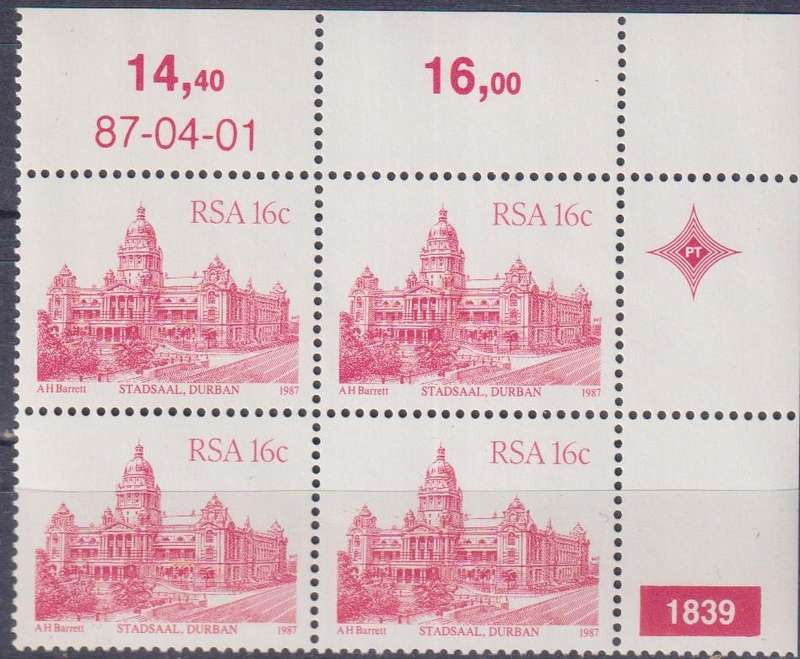 14,40
16,00
87-04-01
RSA 16c
RSA 16c
PT
A H Barrett STADSAAL, DURBAN 1987
A H Barrett STADSAAL, DURBAN 1987
RSA 16c
RSA 16c
1839
A H Barrett STADSAAL, DURBAN 1987
A H Barrett STADSAAL, DURBAN 1987